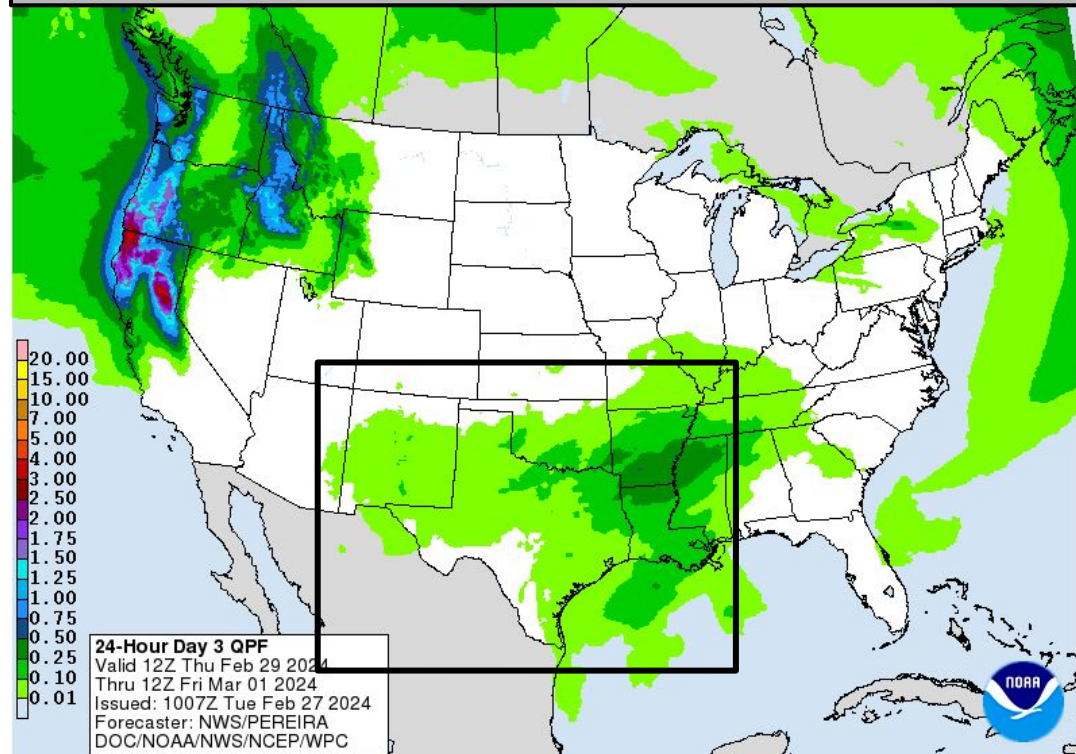 20.00
15.00
10.00
7.00
5.00
4.00
3.00
2.50
2.00
1.75
1.50
1.25
1.00
0.75
0.50
0.25
0.10
0.01
24-Hour Day 3 QPF
Valid 12Z Thu Feb 29 2024
Thru 12Z Fri Mar 01 2024
Issued: 1007Z Tue Feb 27 2024
Forecaster: NWS/PEREIRA
DOC/NOAA/NWS/NCEP/WPC
NOAA